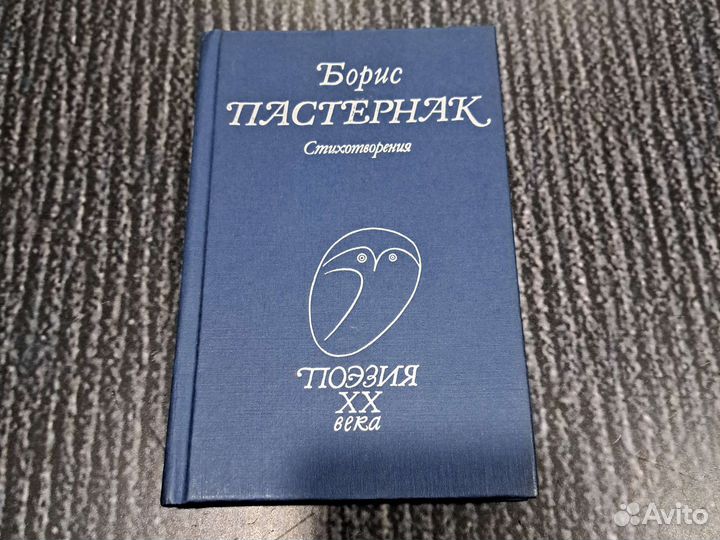 Борис
ПАСТЕРНАК
Стихотворения
ПОЭЗИЯ
XX
века
Avito